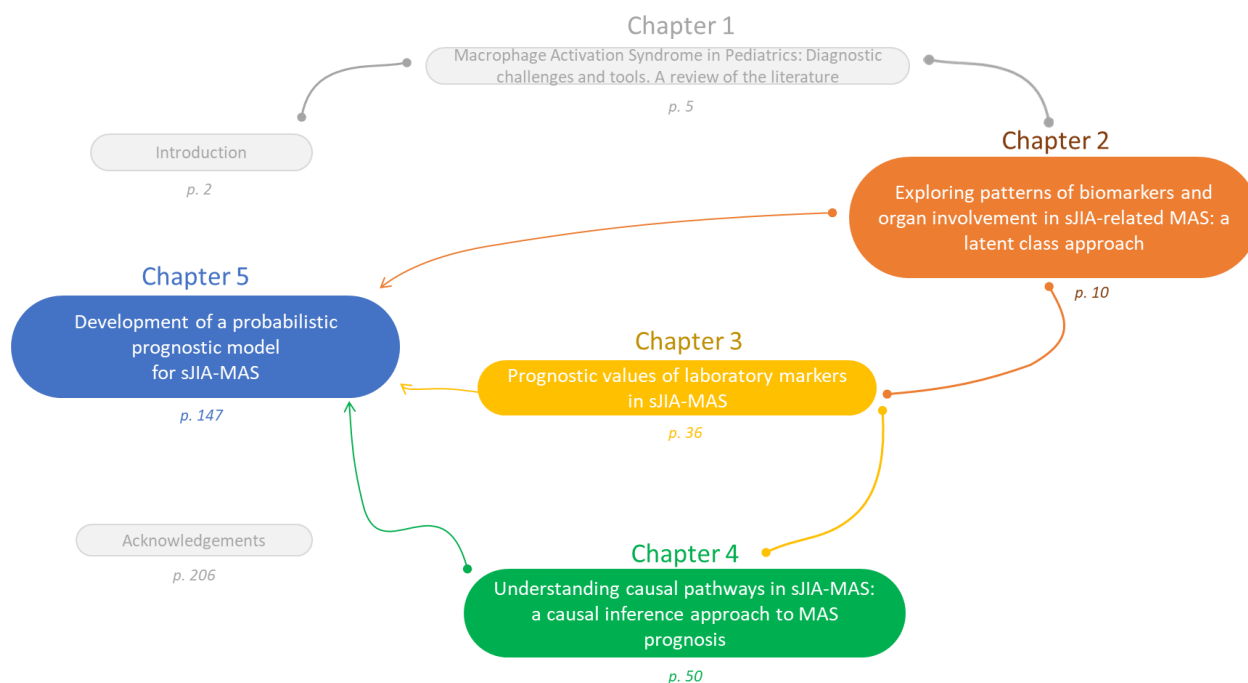 Chapter 1
Macrophage Activation Syndrome in Pediatrics: Diagnostic
challenges and tools. A review of the literature
p. 5
Introduction
p. 2
Chapter 2
Exploring patterns of biomarkers and
organ involvement in sJIA-related MAS: a
latent class approach
p. 10
Chapter 5
Development of a probabilistic
prognostic model
for sJIA-MAS
p. 147
Chapter 3
Prognostic values of laboratory markers
in sJIA-MAS
p. 36
Acknowledgements
p. 206
Chapter 4
Understanding causal pathways in sJIA-MAS:
a causal inference approach to MAS
prognosis
p. 50